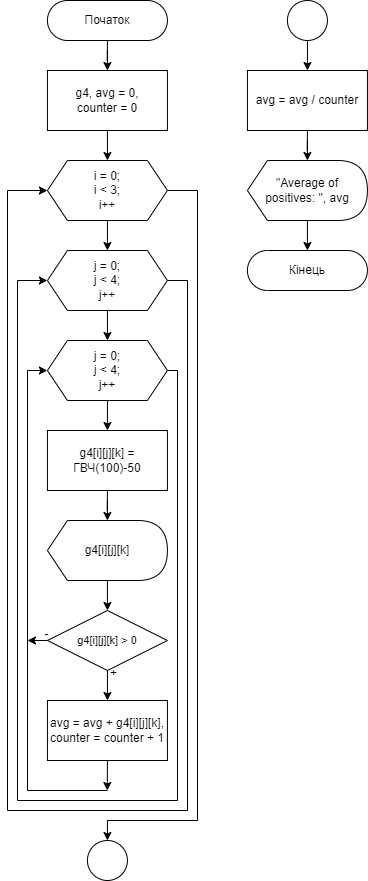 Початок
g4, avg = 0,
counter = 0
i = 0;
i < 3;
i++
j = 0;
j < 4;
j++
j = 0;
j < 4;
j++
g4[i][j][k] =
ГВЧ(100)-50
g4[i][j][k]
g4[i][j][k] > 0
-
+
avg = avg + g4[i][j][k],
counter = counter + 1
avg = avg / counter
"Average of
positives: ", avg
Кінець